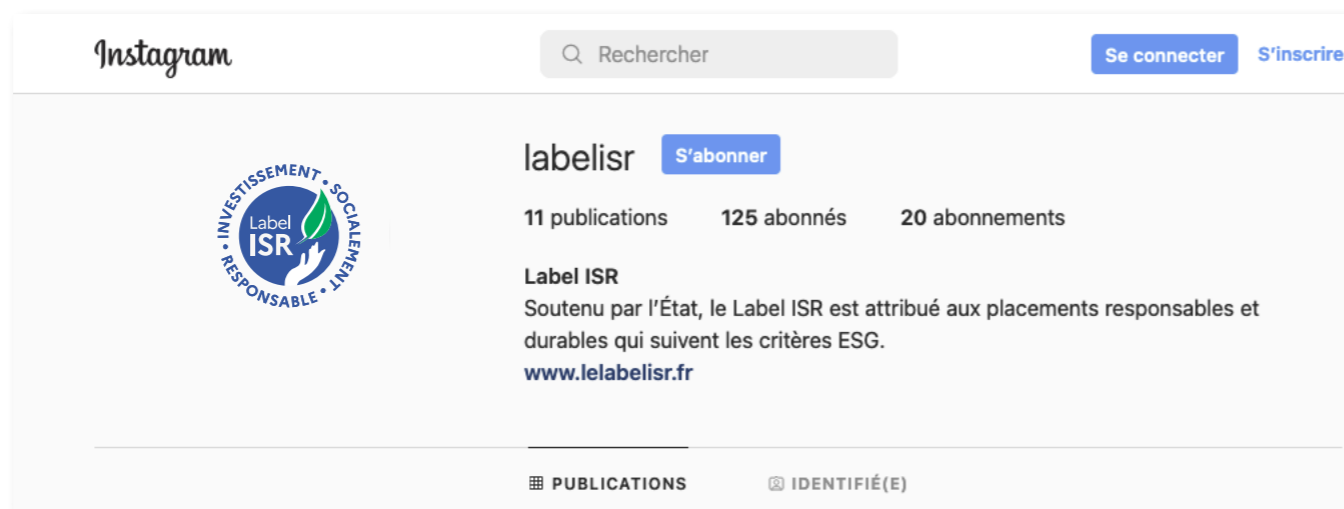 Instagram
Rechercher
Se connecter
S'inscrire
labelisr
S'abonner
11 publications
125 abonnés
20 abonnements
• INVESTISSEMENT • SOCIALEMENT • RESPONSABLE
Label
ISR
Label ISR
Soutenu par l'État, le Label ISR est attribué aux placements responsables et
durables qui suivent les critères ESG.
www.lelabelisr.fr
PUBLICATIONS
IDENTIFIÉ(E)